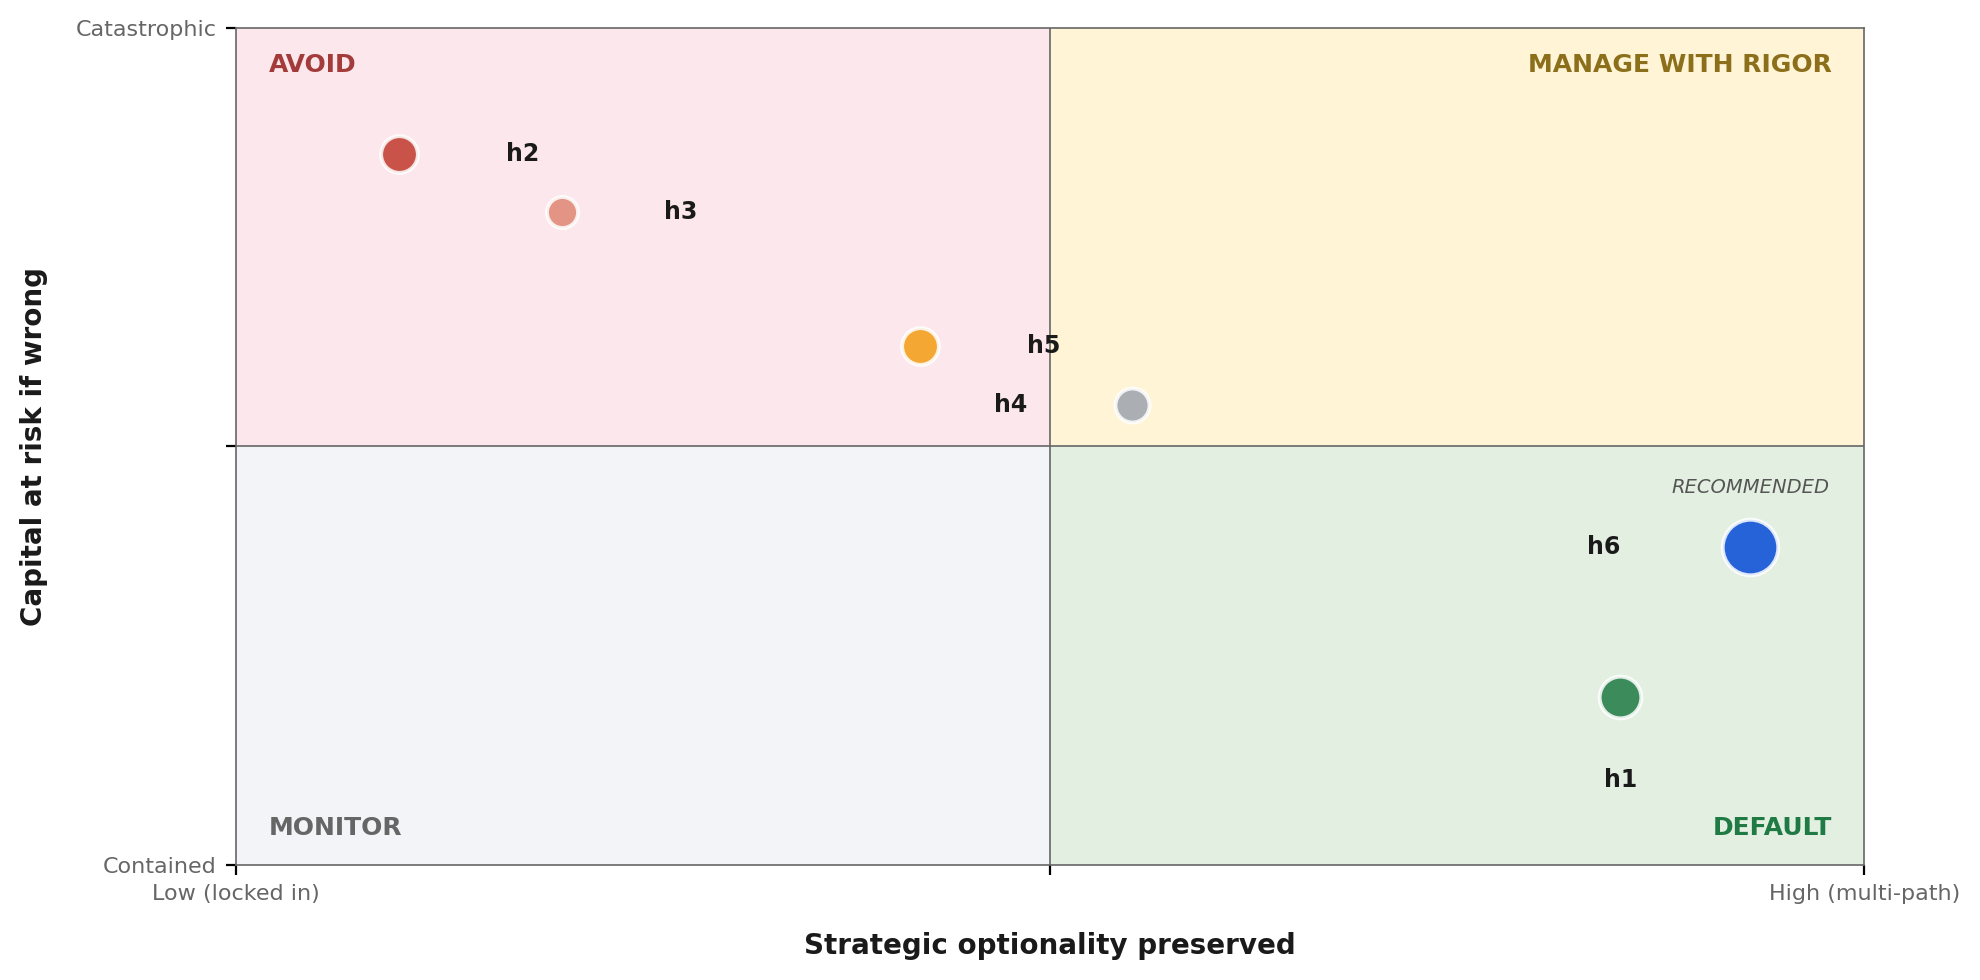 Catastrophic
AVOID
MANAGE WITH RIGOR
h2
h3
h5
h4
Capital at risk if wrong
RECOMMENDED
h6
h1
MONITOR
DEFAULT
Contained
Low (locked in)
High (multi-path)
Strategic optionality preserved